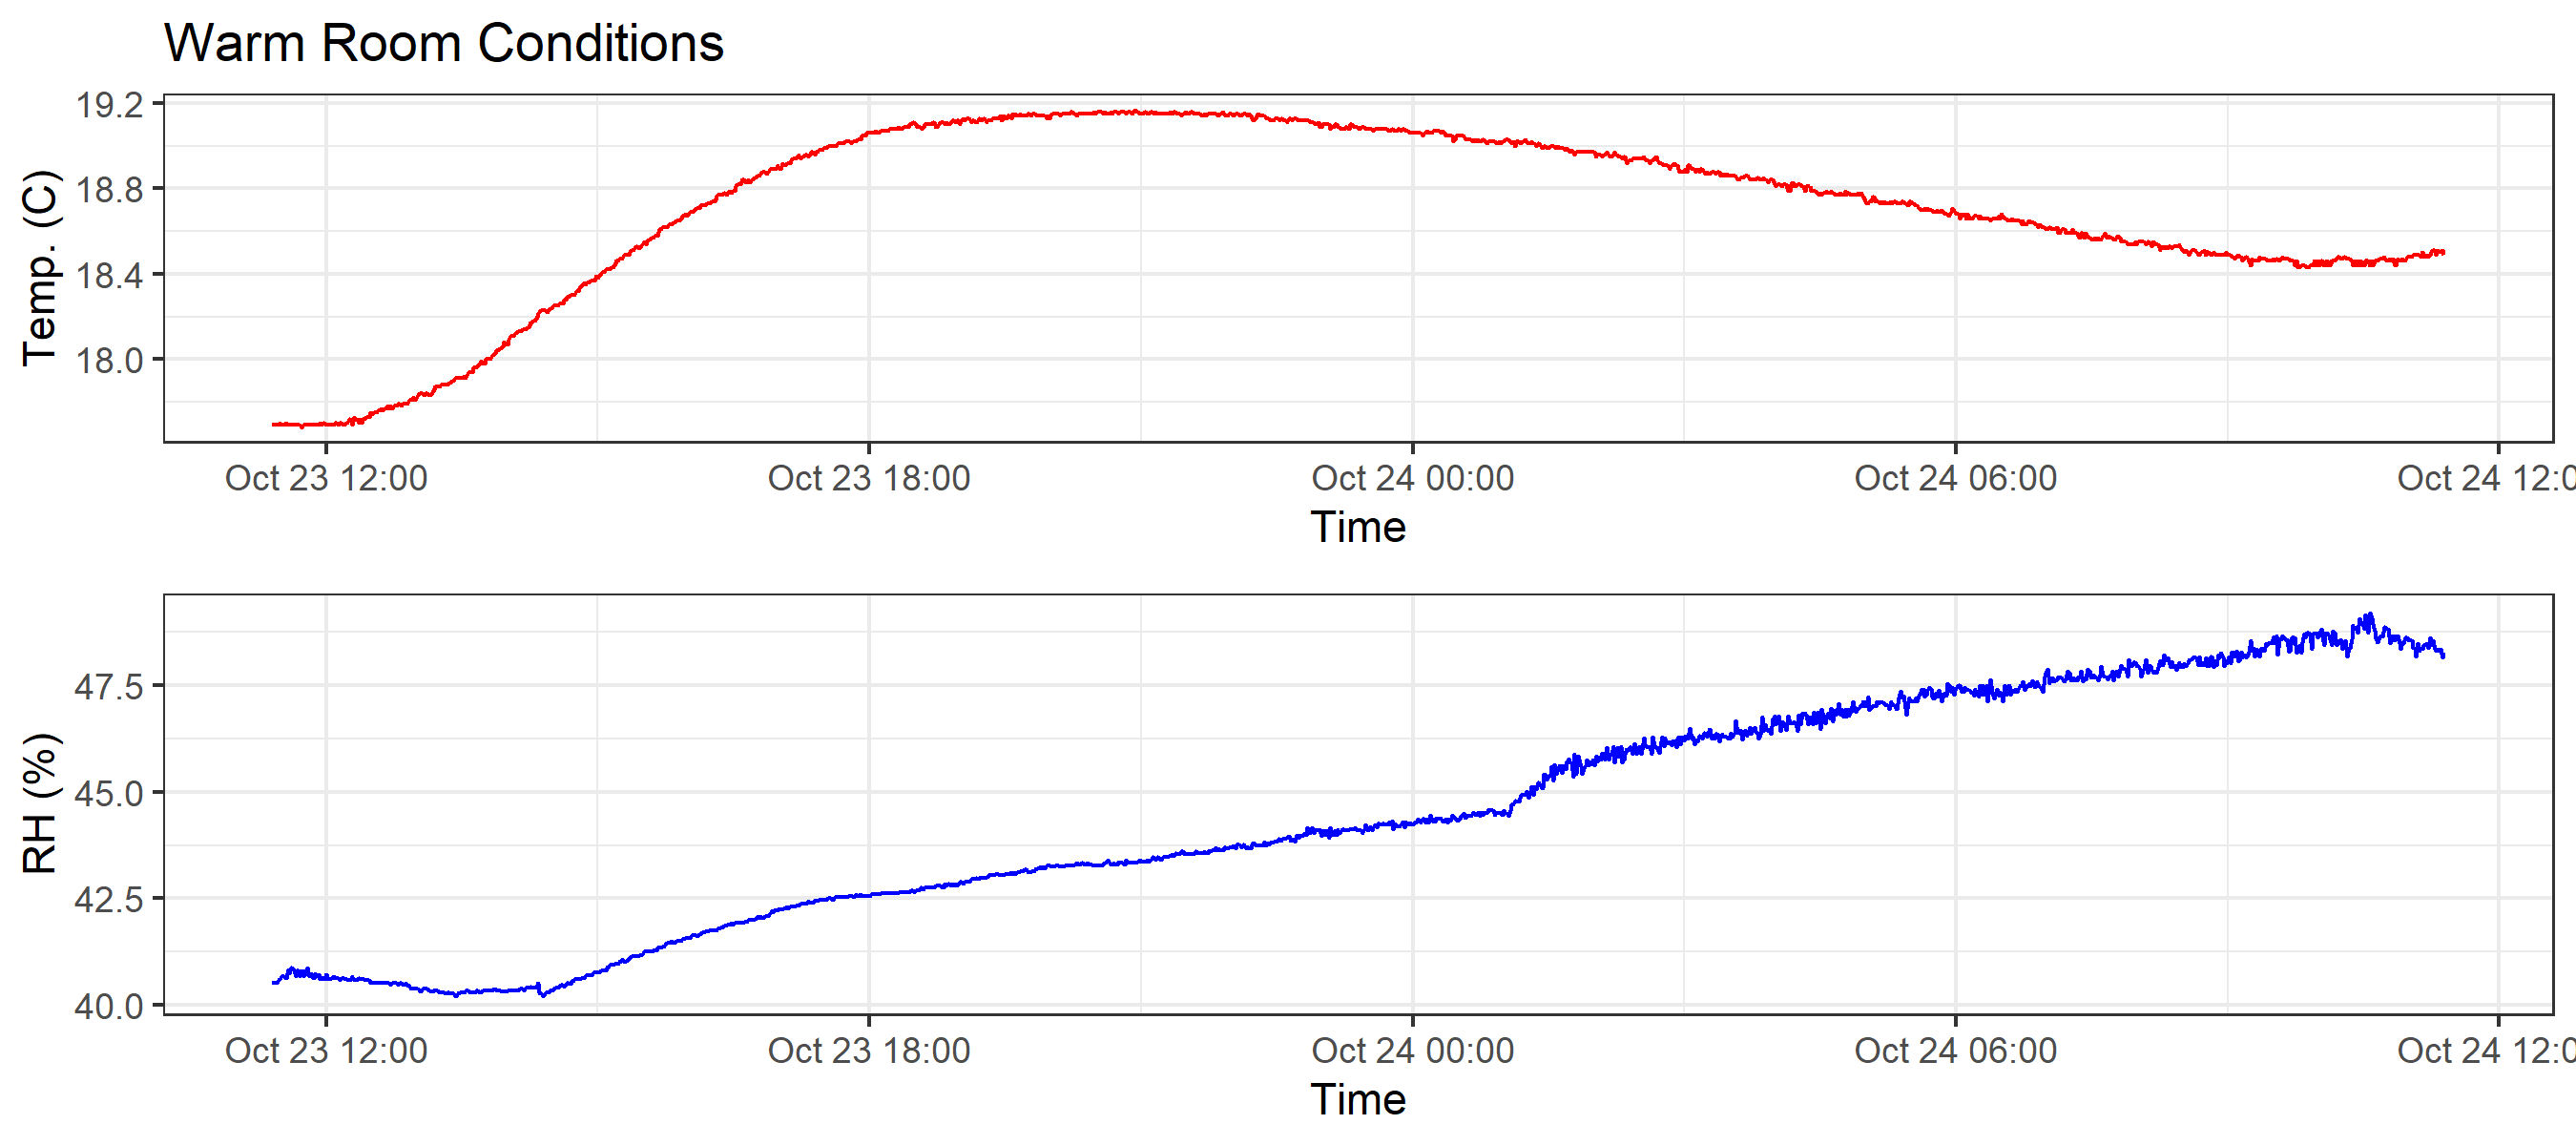 Warm Room Conditions
Temp. (C)
19.2
18.8
18.4
18.0
Oct 23 12:00 Oct 23 18:00 Oct 24 00:00 Oct 24 06:00 Oct 24 12:0
Time
RH (%)
47.5
45.0
42.5
40.0
Oct 23 12:00 Oct 23 18:00 Oct 24 00:00 Oct 24 06:00 Oct 24 12:0
Time